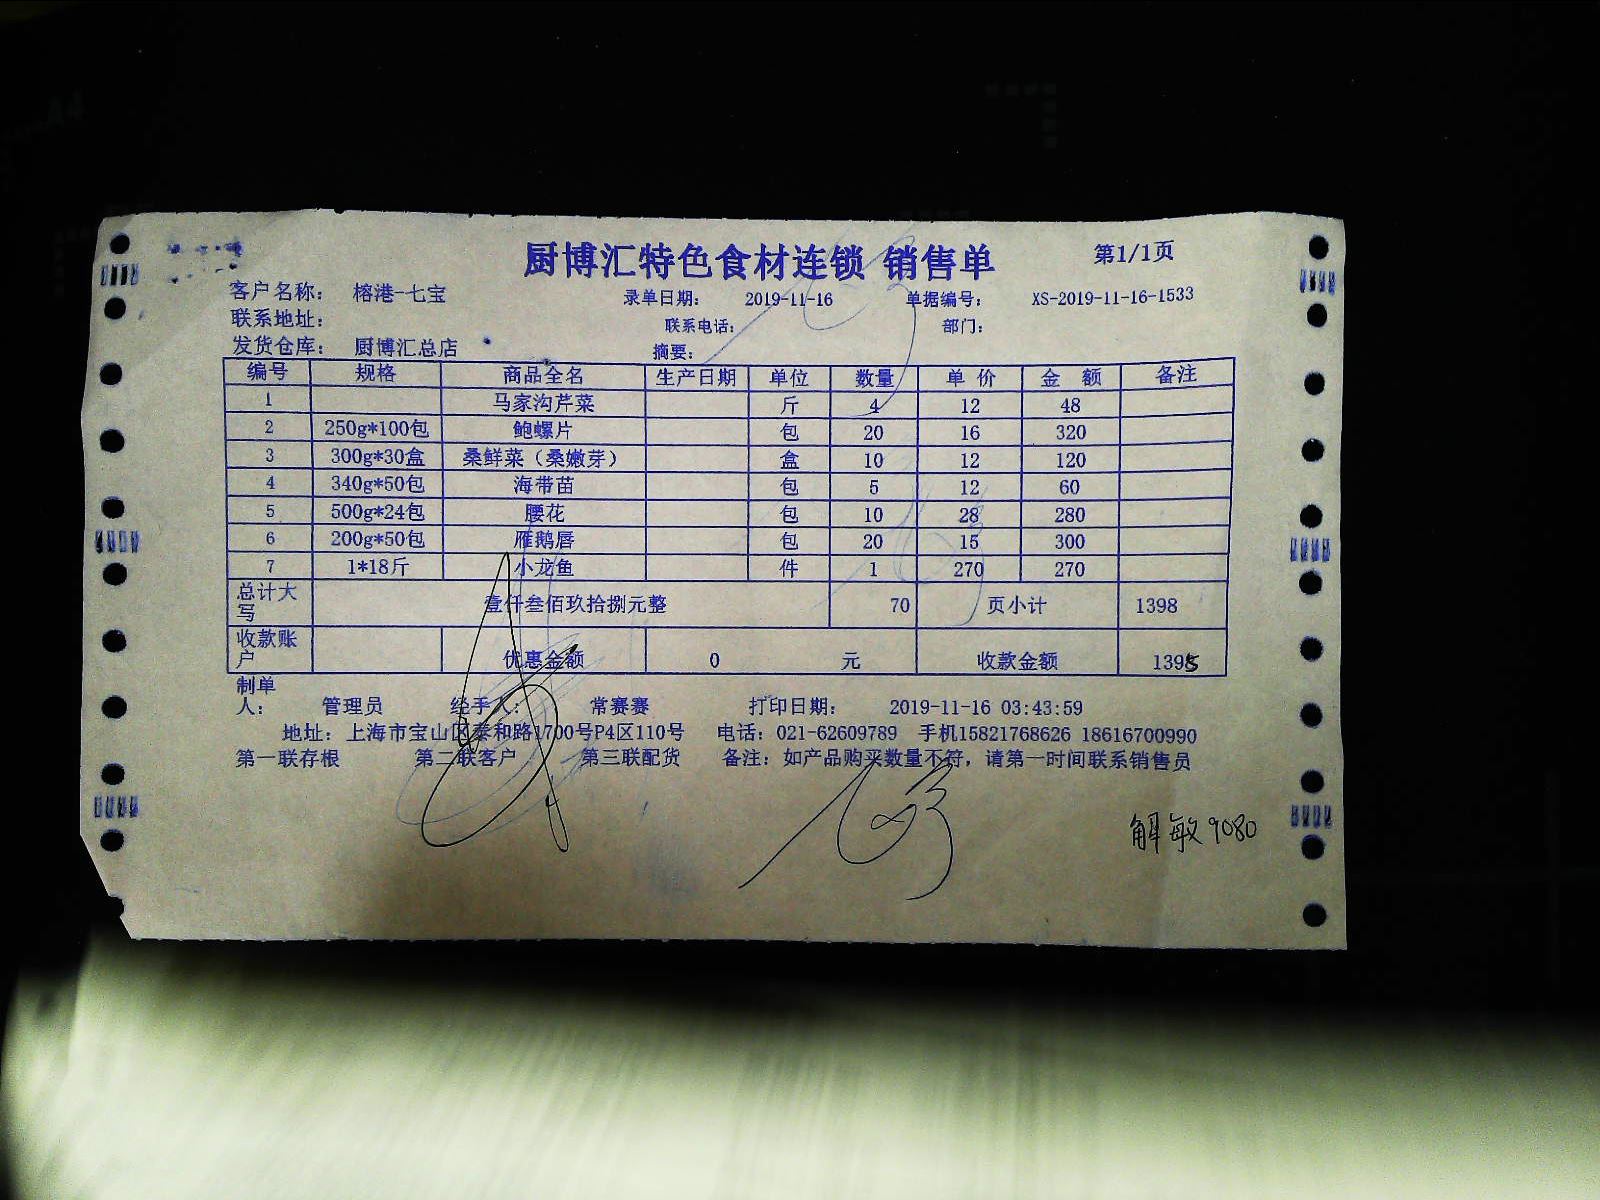 厨博汇特色食材连锁 销售单 第1/1页
客户名称： 榕港-七宝 录单日期： 2019-11-16 单据编号： XS-2019-11-16-1533
联系地址： 联系电话： 部门：
发货仓库： 厨博汇总店 摘要：
编号 规格 商品全名 生产日期 单位 数量 单 价 金 额 备注
1 马家沟芹菜 斤 4 12 48
2 250g*100包 鲍螺片 包 20 16 320
3 300g*30盒 桑鲜菜（桑嫩芽） 盒 10 12 120
4 340g*50包 海带苗 包 5 12 60
5 500g*24包 腰花 包 10 28 280
6 200g*50包 雁鹅唇 包 20 15 300
7 1*18斤 小龙鱼 件 1 270 270
总计大写 壹仟叁佰玖拾捌元整 70 页小计 1398
收款账户 优惠金额 0 元 收款金额 1395
制单人： 管理员 经手人： 常赛赛 打印日期： 2019-11-16 03:43:59
地址：上海市宝山区泰和路1700号P4区110号 电话：021-62609789 手机15821768626 18616700990
第一联存根 第二联客户 第三联配货 备注：如产品购买数量不符，请第一时间联系销售员
解敏 9080